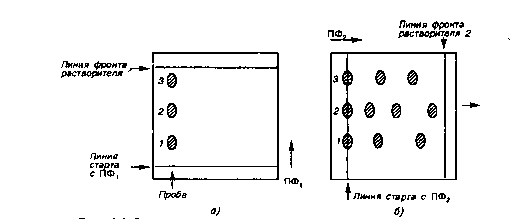 Линия фронта
растворителя
3
2
1
Линия
старта
с ПФ₁
Проба
ПФ₁
а)
Линия фронта
растворителя 2
ПФ₂
3
2
1
Линия старта с ПФ₂
б)